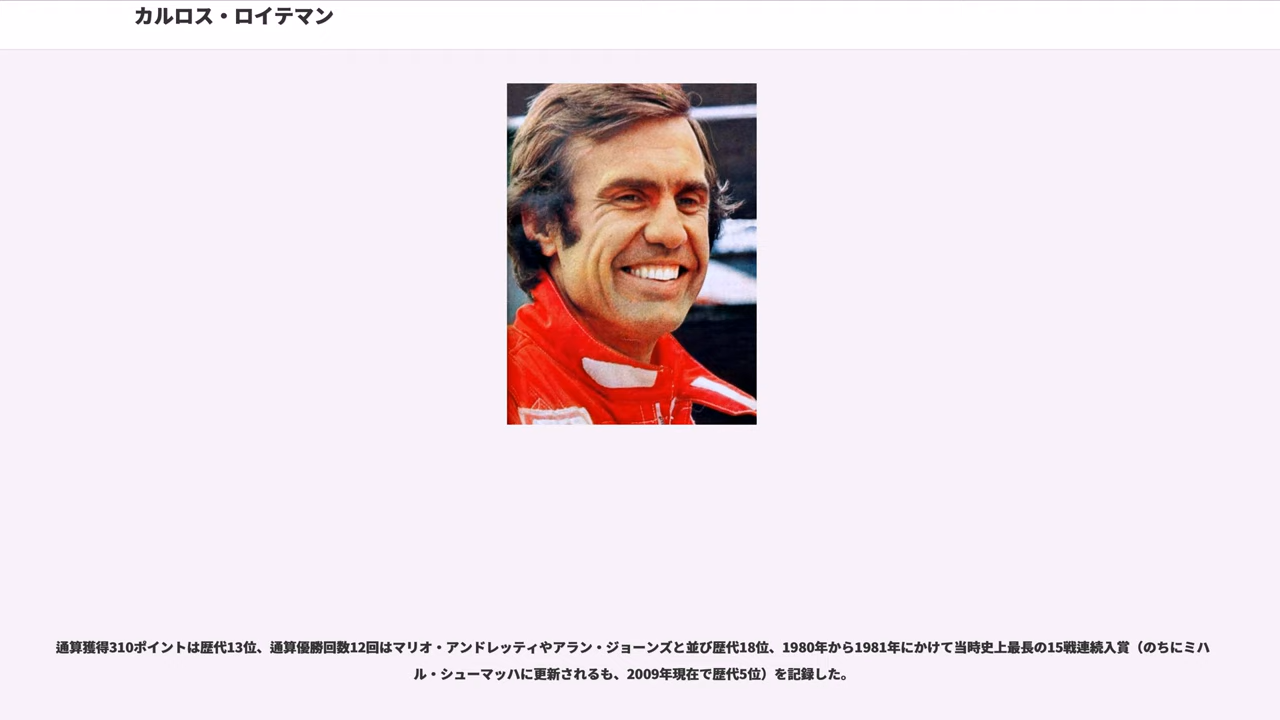 カルロス・ロイテマン
通算獲得310ポイントは歴代13位、通算優勝回数12回はマリオ・アンドレッティやアラン・ジョーンズと並び歴代18位、1980年から1981年にかけて当時史上最長の15戦連続入賞（のちにミハ
ル・シューマッハに更新されるも、2009年現在で歴代5位）を記録した。